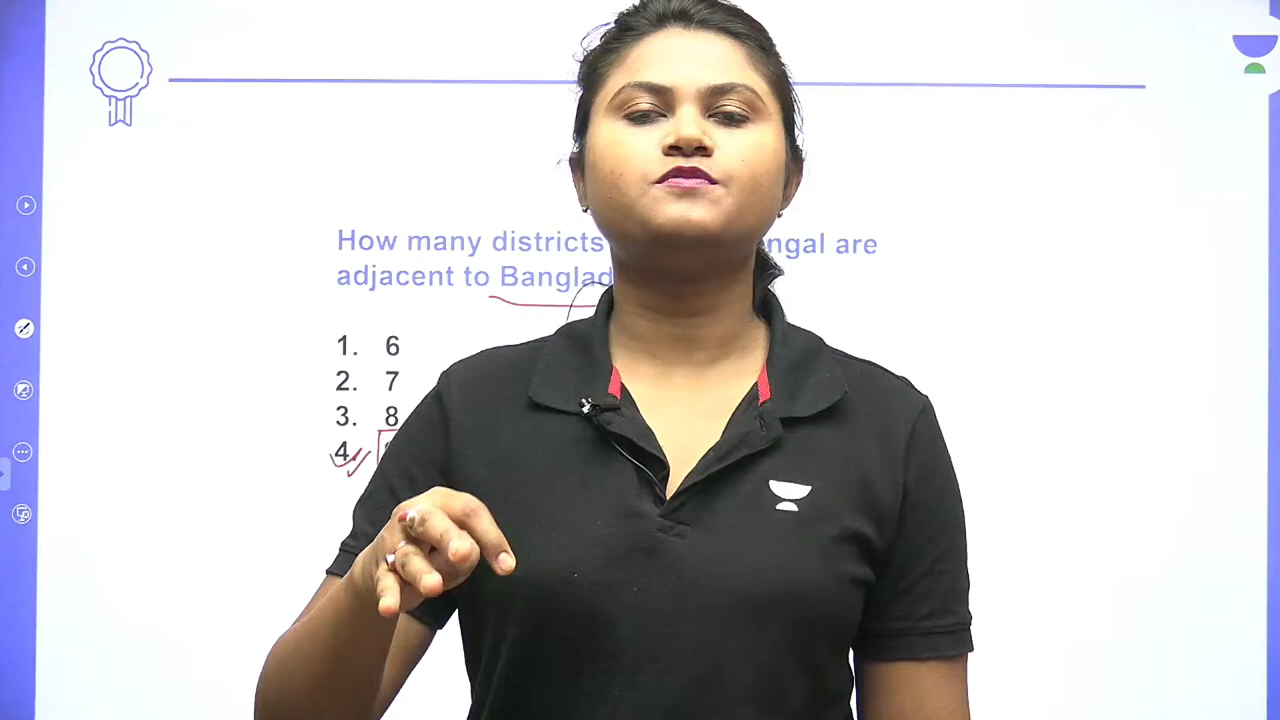 How many districts ngal are
adjacent to Banglad
1. 6
2. 7
3. 8
4.